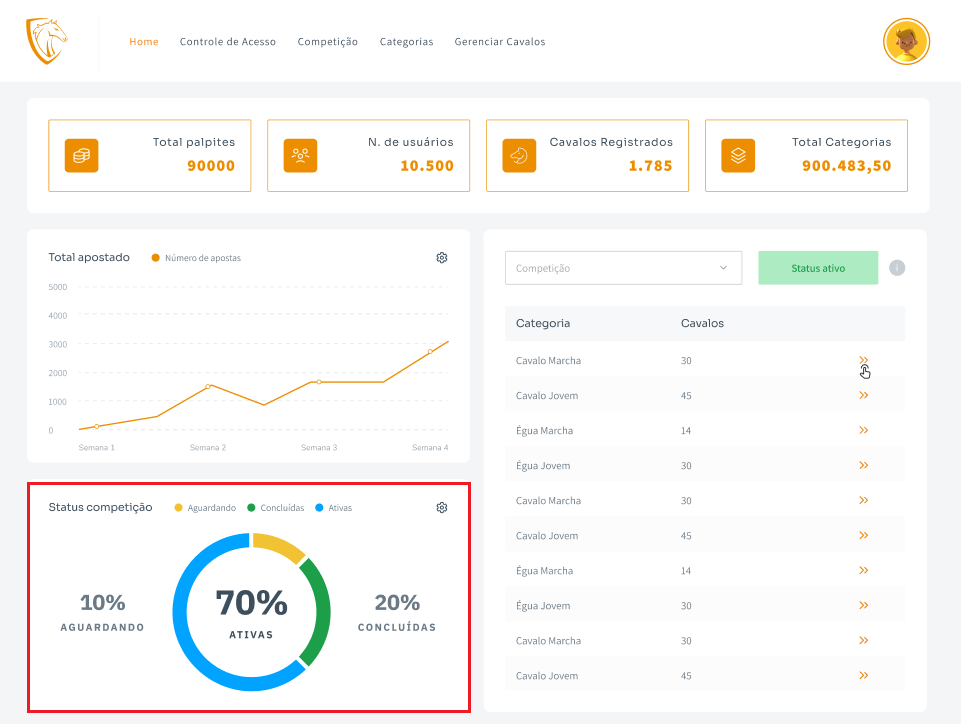 Home Controle de Acesso Competição Categorias Gerenciar Cavalos
Total palpites
90000
N. de usuários
10.500
Cavalos Registrados
1.785
Total Categorias
900.483,50
Total apostado Número de apostas
5000
4000
3000
2000
1000
0
Semana 1 Semana 2 Semana 3 Semana 4
Status competição Aguardando Concluídas Ativas
10%
AGUARDANDO
70%
ATIVAS
20%
CONCLUÍDAS
Competição Status ativo i
Categoria Cavalos
Cavalo Marcha 30
Cavalo Jovem 45
Égua Marcha 14
Égua Jovem 30
Cavalo Marcha 30
Cavalo Jovem 45
Égua Marcha 14
Égua Jovem 30
Cavalo Marcha 30
Cavalo Jovem 45